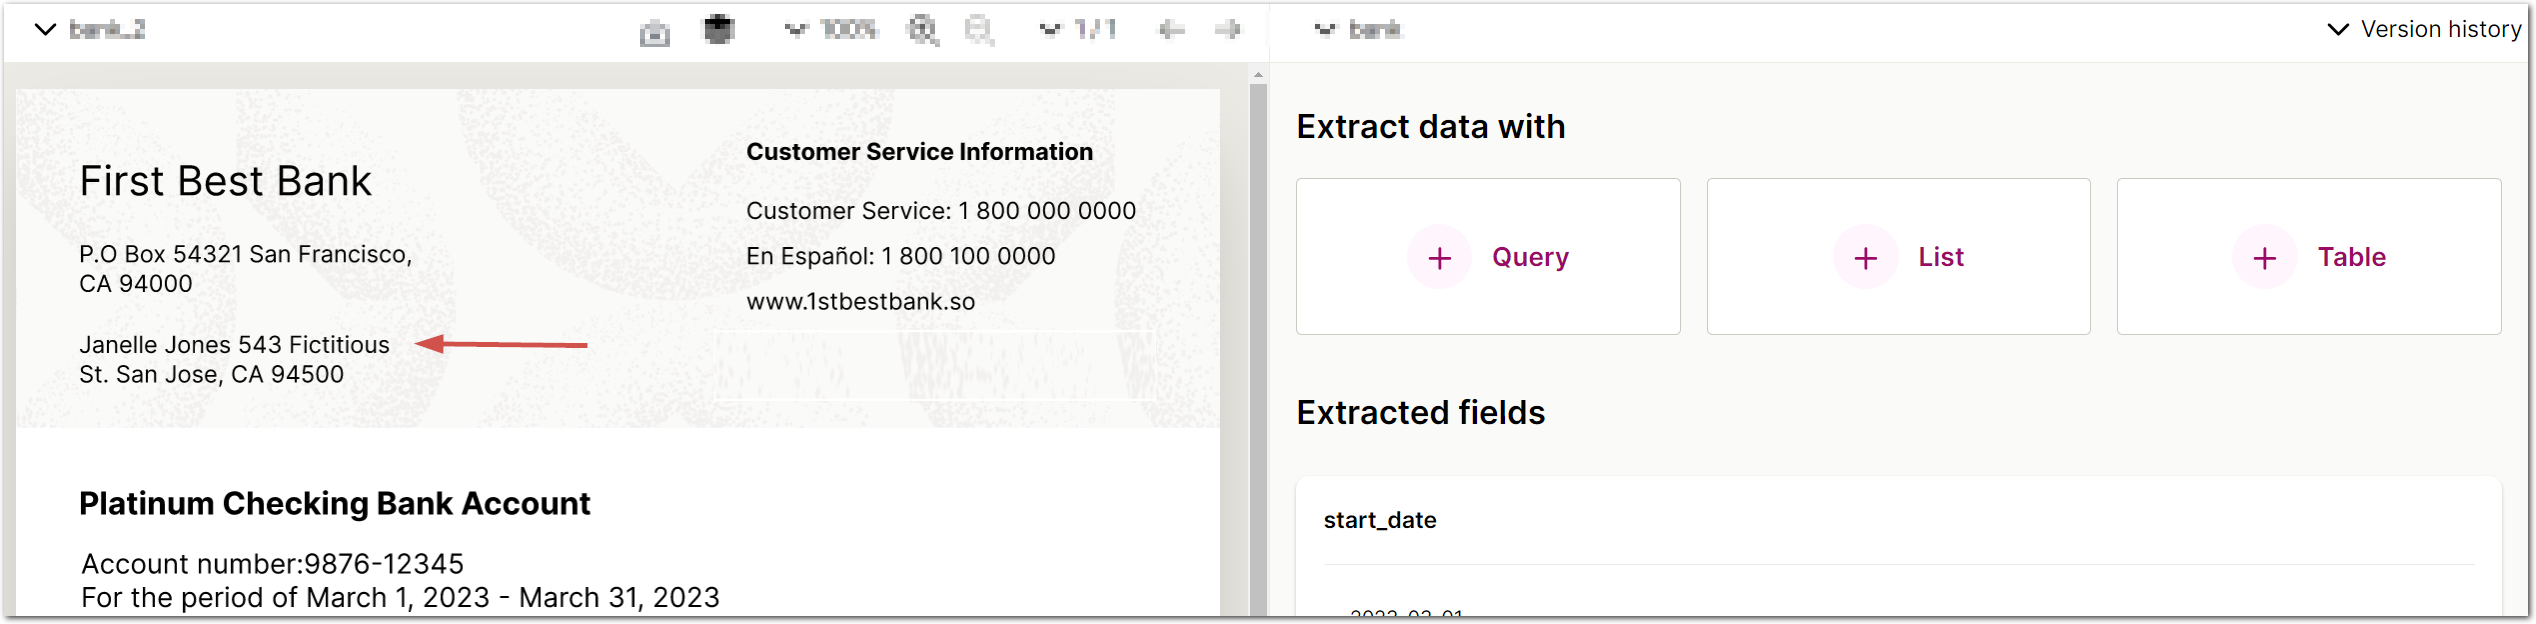 bank_2
100%
1/1
bank
Version history
First Best Bank
P.O Box 54321 San Francisco,
CA 94000
Janelle Jones 543 Fictitious
St. San Jose, CA 94500
Customer Service Information
Customer Service: 1 800 000 0000
En Español: 1 800 100 0000
www.1stbestbank.so
Platinum Checking Bank Account
Account number:9876-12345
For the period of March 1, 2023 - March 31, 2023
Extract data with
Query
List
Table
Extracted fields
start_date